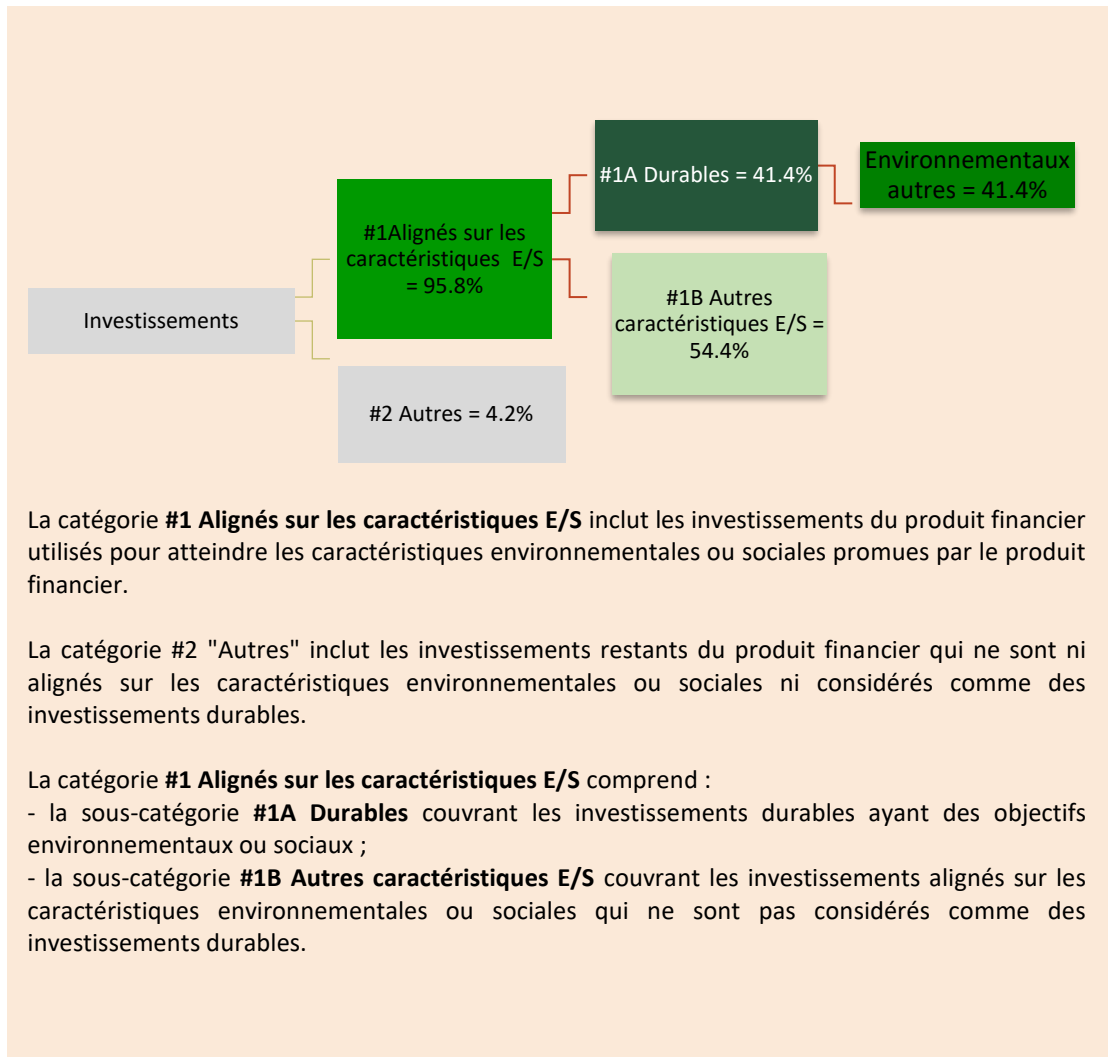 #1A Durables = 41.4%
Environnementaux
autres = 41.4%
#1Alignés sur les
caractéristiques E/S
= 95.8%
#1B Autres
caractéristiques E/S =
54.4%
Investissements
#2 Autres = 4.2%
La catégorie #1 Alignés sur les caractéristiques E/S inclut les investissements du produit financier
utilisés pour atteindre les caractéristiques environnementales ou sociales promues par le produit
financier.
La catégorie #2 "Autres" inclut les investissements restants du produit financier qui ne sont ni
alignés sur les caractéristiques environnementales ou sociales ni considérés comme des
investissements durables.
La catégorie #1 Alignés sur les caractéristiques E/S comprend :
- la sous-catégorie #1A Durables couvrant les investissements durables ayant des objectifs
environnementaux ou sociaux ;
- la sous-catégorie #1B Autres caractéristiques E/S couvrant les investissements alignés sur les
caractéristiques environnementales ou sociales qui ne sont pas considérés comme des
investissements durables.